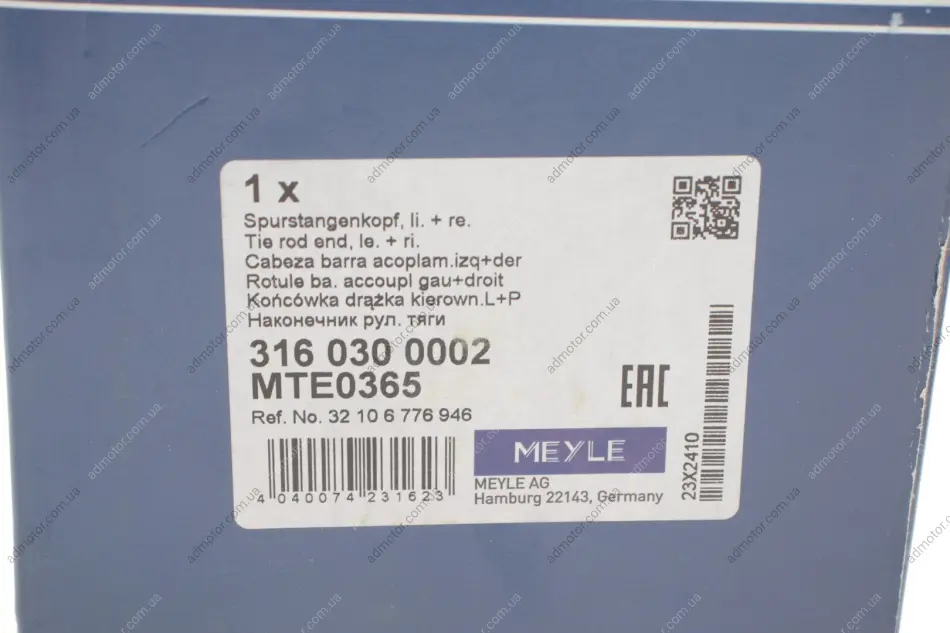 1 x
Spurstangenkopf, li. + re.
Tie rod end, le. + ri.
Cabeza barra acoplam.izq+der
Rotule ba. accoupl gau+droit
Końcówka drążka kierown.L+P
Наконечник рул. тяги
316 030 0002
MTE0365
Ref. No. 32 10 6 776 946
EAC
MEYLE
MEYLE AG
Hamburg 22143, Germany
4 040074 231623
23X2410
admotor.com.ua